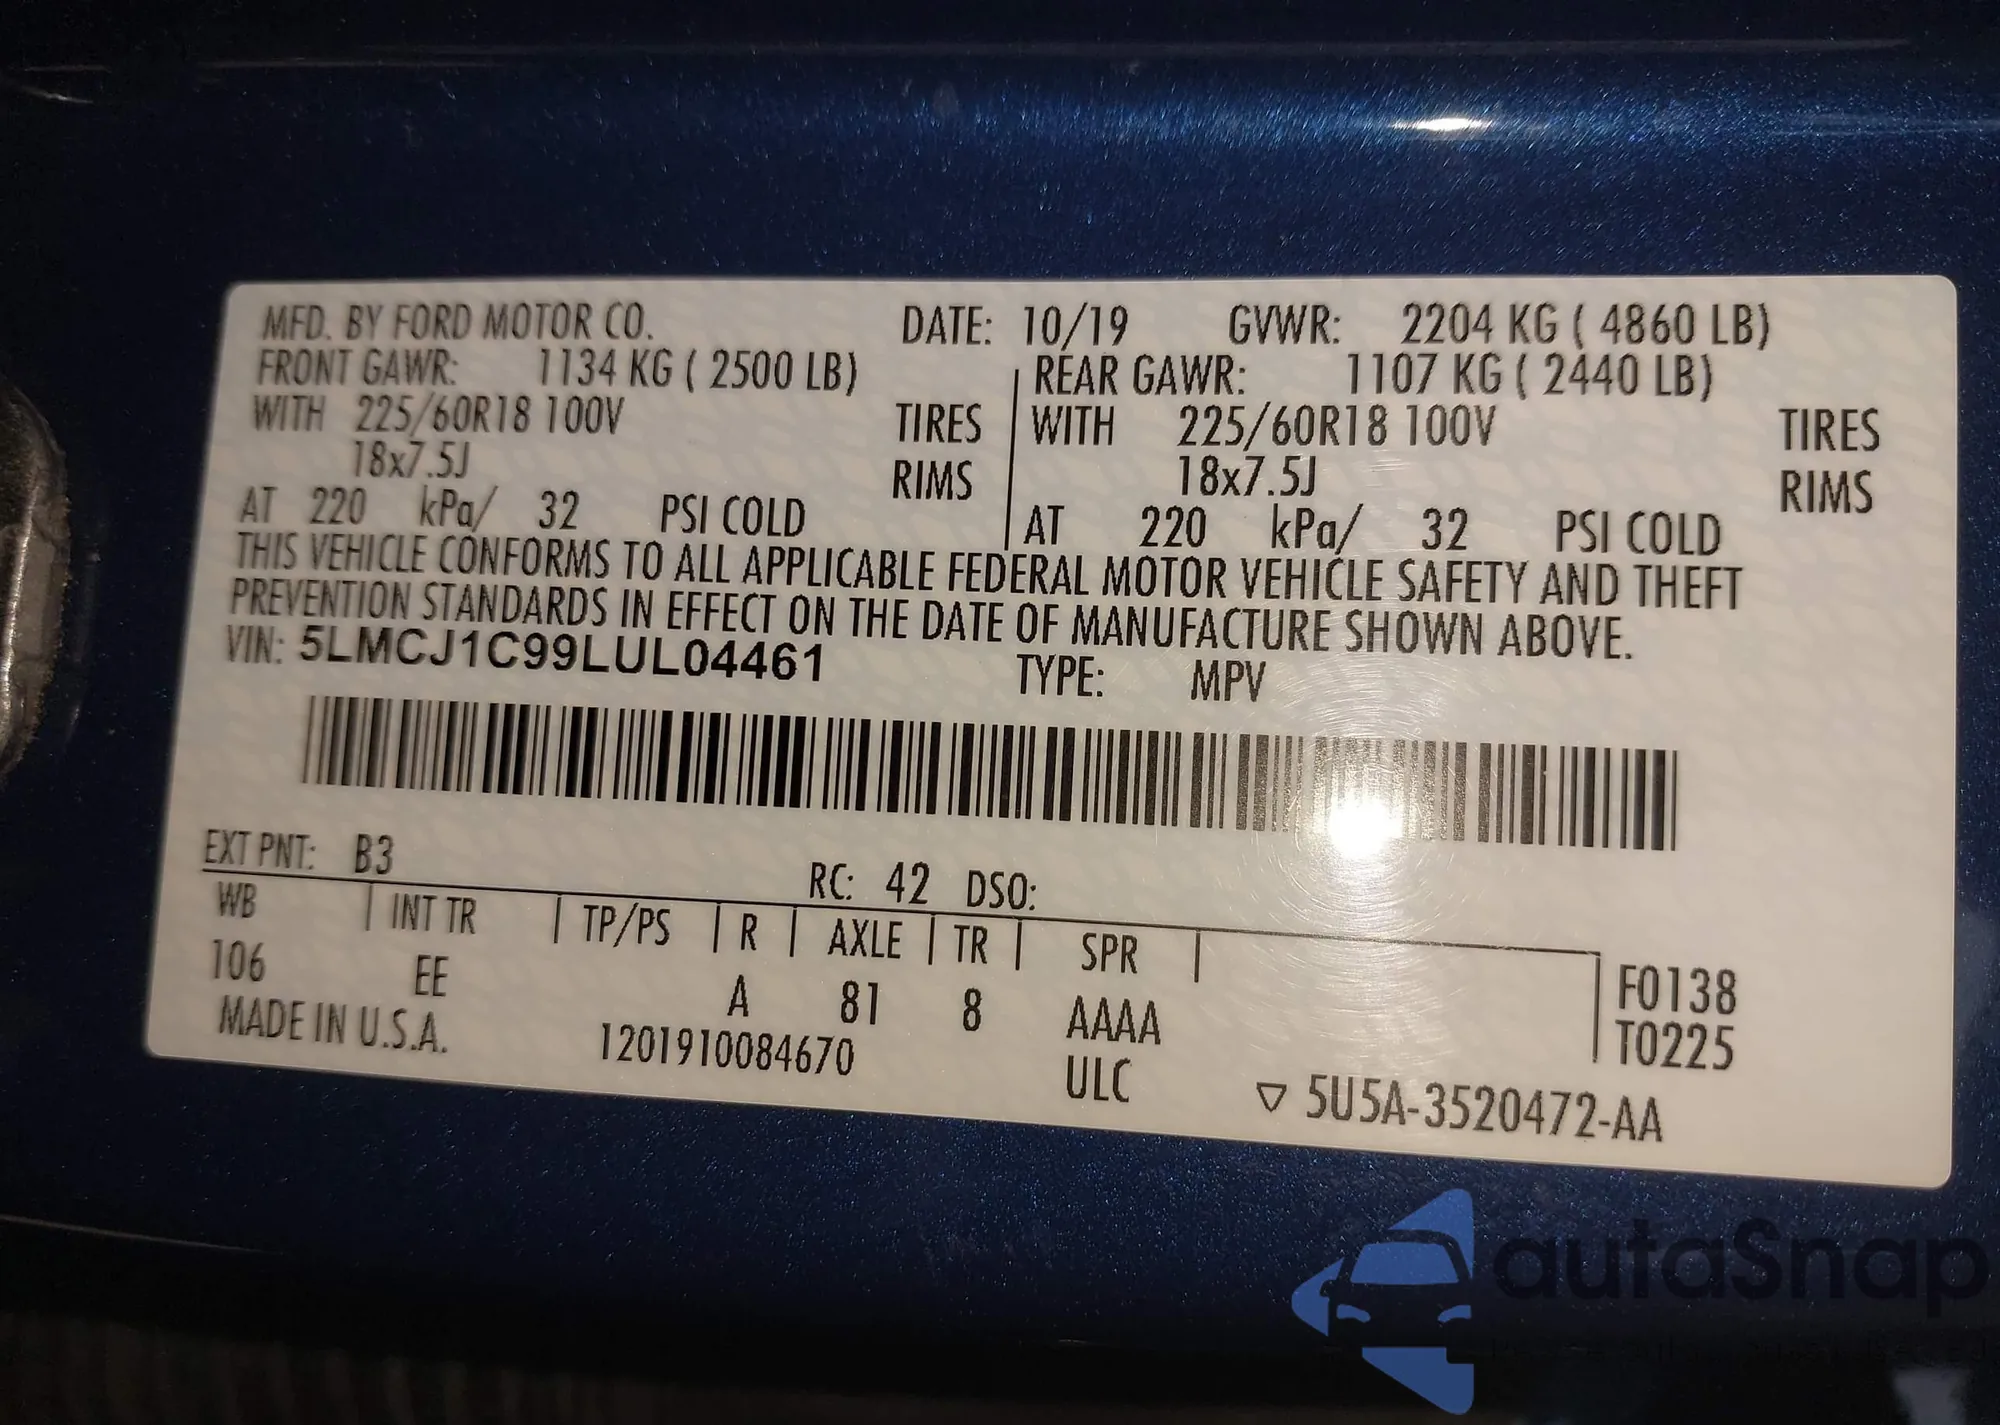 MFD. BY FORD MOTOR CO. DATE: 10/19 GVWR: 2204 KG ( 4860 LB)
FRONT GAWR: 1134 KG ( 2500 LB) REAR GAWR: 1107 KG ( 2440 LB)
WITH 225/60R18 100V TIRES WITH 225/60R18 100V TIRES
18x7.5J RIMS 18x7.5J RIMS
AT 220 kPa/ 32 PSI COLD AT 220 kPa/ 32 PSI COLD
THIS VEHICLE CONFORMS TO ALL APPLICABLE FEDERAL MOTOR VEHICLE SAFETY AND THEFT
PREVENTION STANDARDS IN EFFECT ON THE DATE OF MANUFACTURE SHOWN ABOVE.
VIN: 5LMCJ1C99LUL04461 TYPE: MPV
EXT PNT: B3 RC: 42 DSO:
WB | INT TR | TP/PS | R | AXLE | TR | SPR |
106 EE A 81 8 AAAA F0138
T0225
MADE IN U.S.A. 1201910084670 ULC ▽ 5U5A-3520472-AA
autaSnap